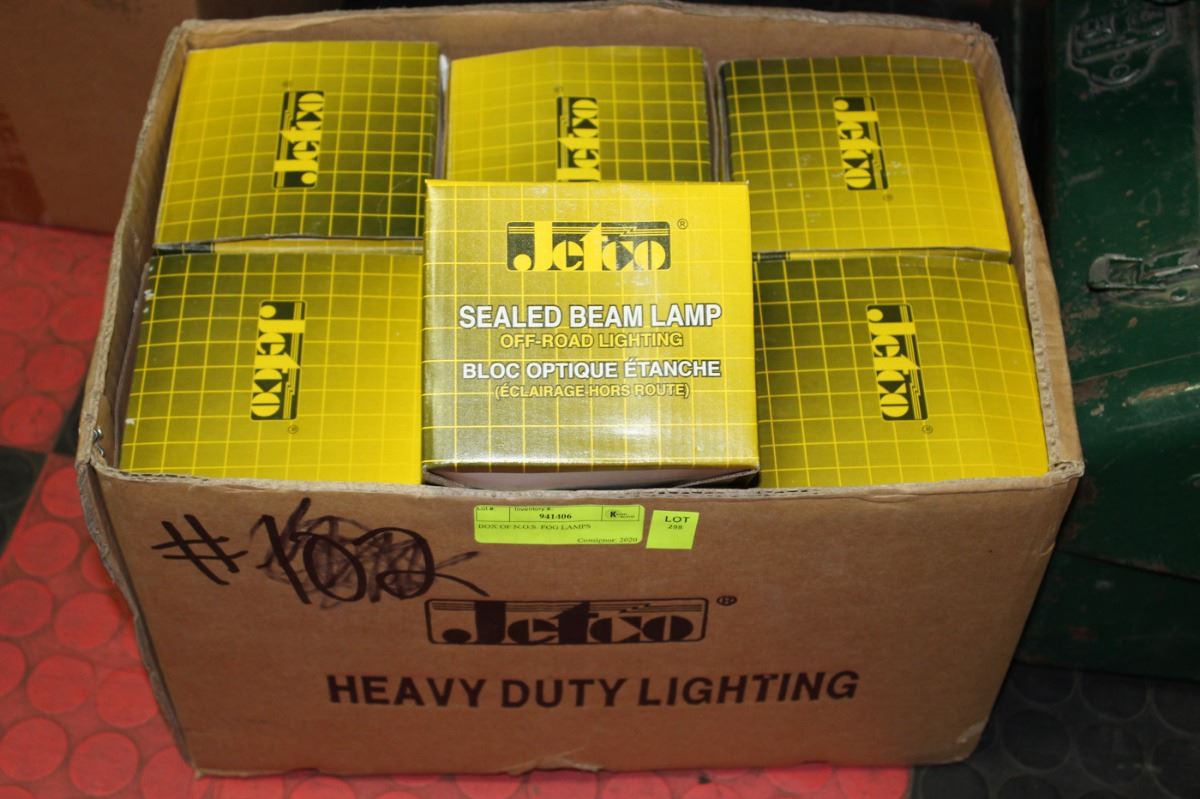 Jetco
Jetco
Jetco
Jetco ®
SEALED BEAM LAMP
OFF-ROAD LIGHTING
BLOC OPTIQUE ÉTANCHE
(ÉCLAIRAGE HORS ROUTE)
Jetco ®
Jetco ®
Lot #: Inventory #:
941406
BOX OF N.O.S. FOG LAMPS
Consignor: 2020
LOT
298
Jetco ®
HEAVY DUTY LIGHTING